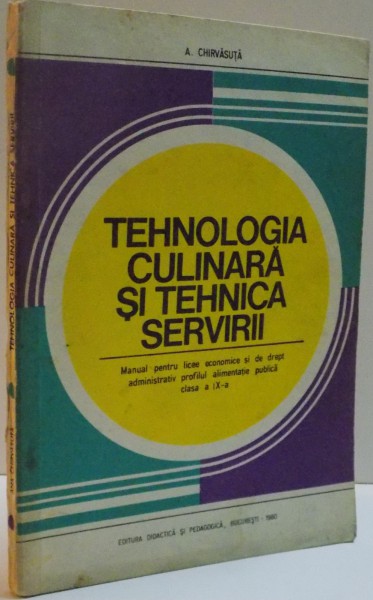 A. CHIRVĂSUȚĂ
TEHNOLOGIA
CULINARĂ
ȘI TEHNICA
SERVIRII
Manual pentru licee economice și de drept
administrativ profilul alimentație publică
clasa a IX-a
EDITURA DIDACTICĂ ȘI PEDAGOGICĂ, BUCUREȘTI - 1980
TEHNOLOGIA CULINARĂ ȘI TEHNICA SERVIRII